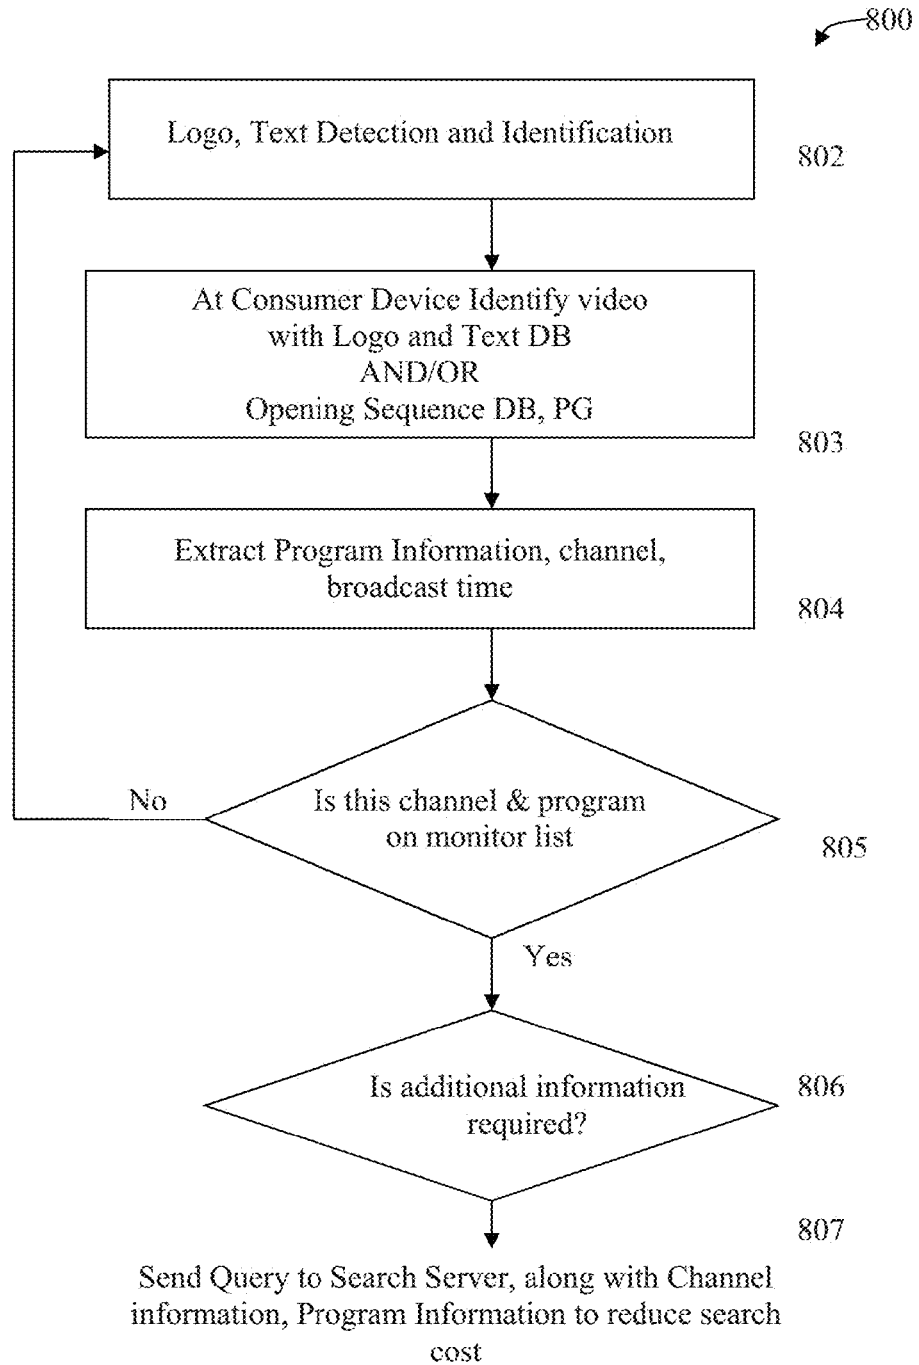 800
Logo, Text Detection and Identification
802
At Consumer Device Identify video
with Logo and Text DB
AND/OR
Opening Sequence DB, PG
803
Extract Program Information, channel,
broadcast time
804
Is this channel & program
on monitor list
No
805
Yes
Is additional information
required?
806
807
Send Query to Search Server, along with Channel
information, Program Information to reduce search
cost